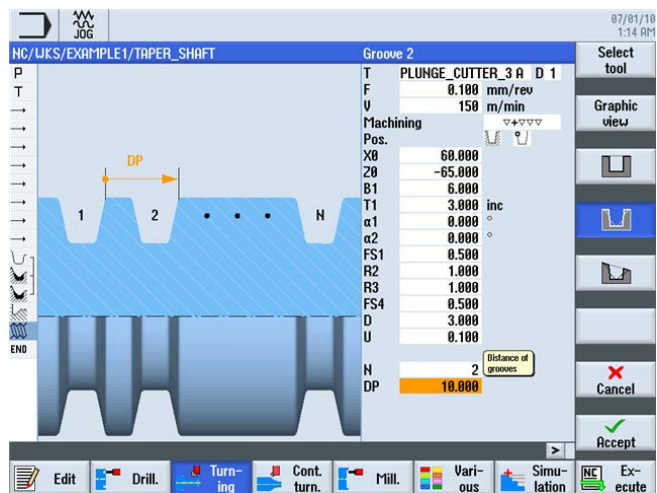 07/01/10
1:14 AM
JOG
NC/WKS/EXAMPLE1/TAPER_SHAFT
Groove 2
Select tool
P
T
T PLUNGE_CUTTER_3 A D 1
F 0.100 mm/rev
V 150 m/min
Graphic view
Machining ▽+▽▽▽
Pos.
X0 60.000
Z0 -65.000
B1 6.000
T1 3.000 inc
α1 0.000 °
α2 0.000 °
FS1 0.500
R2 1.000
R3 1.000
FS4 0.500
D 3.000
U 0.100
N 2
Distance of grooves
DP 10.000
DP
1
2
• • •
N
END
Cancel
Accept
>
Edit
Drill.
Turn-
ing
Cont.
turn.
Mill.
Vari-
ous
Simu-
lation
NC
Ex-
ecute